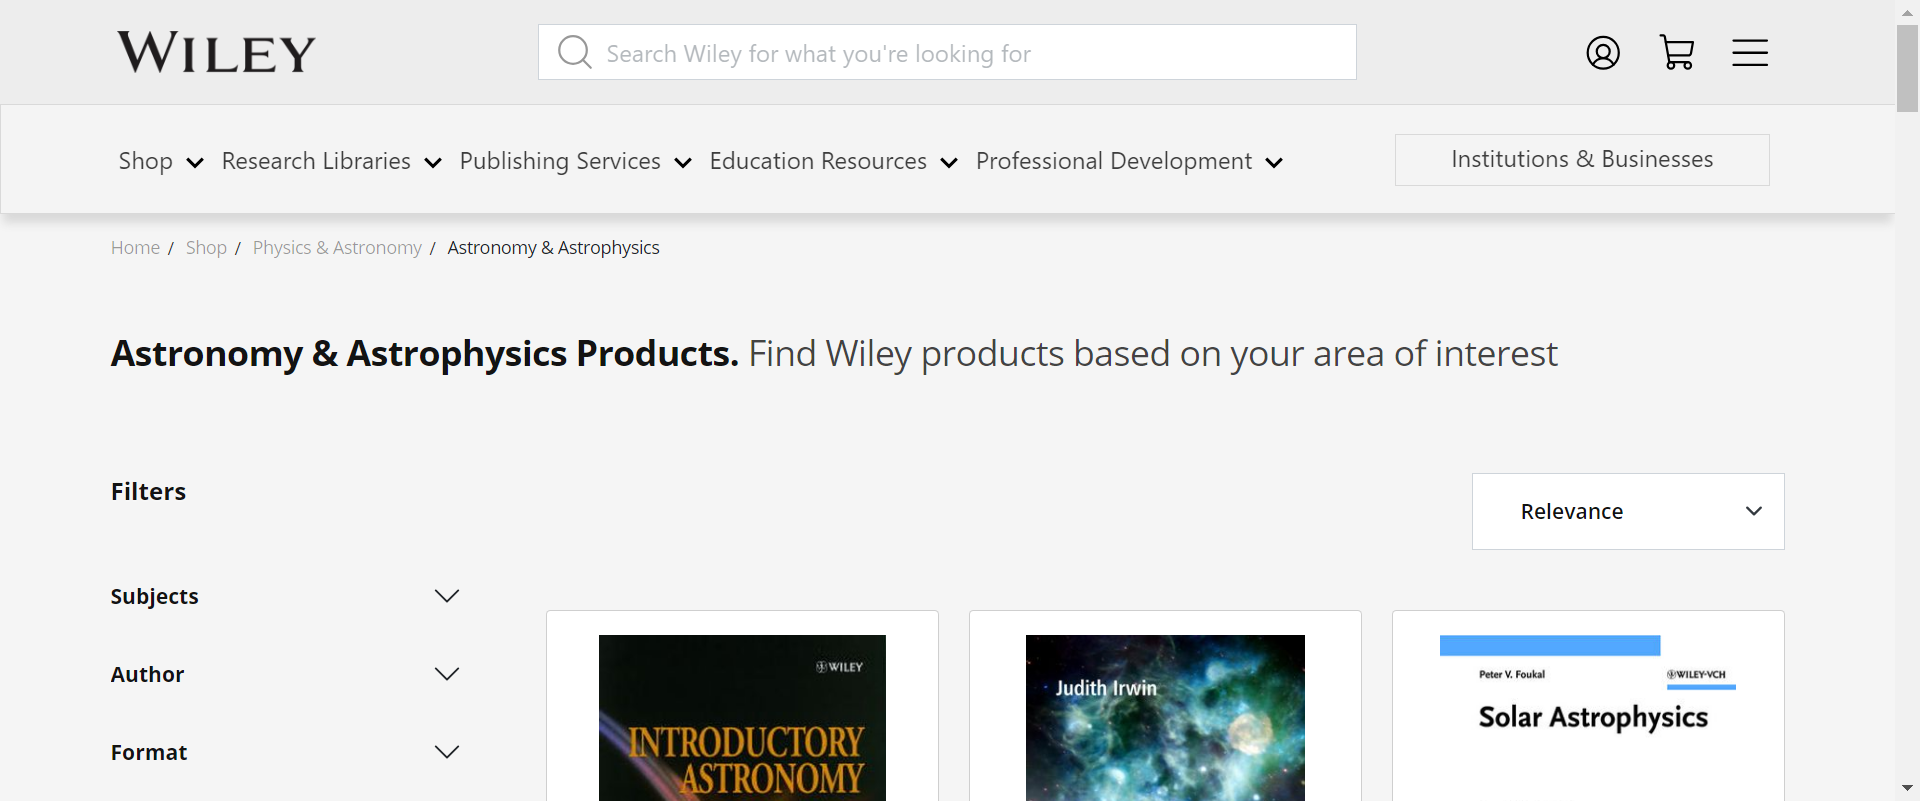 WILEY
Search Wiley for what you're looking for
Shop
Research Libraries
Publishing Services
Education Resources
Professional Development
Institutions & Businesses
Home / Shop / Physics & Astronomy / Astronomy & Astrophysics
Astronomy & Astrophysics Products. Find Wiley products based on your area of interest
Filters
Relevance
Subjects
Author
Format
WILEY
INTRODUCTORY
ASTRONOMY
Judith Irwin
Peter V. Foukal
WILEY-VCH
Solar Astrophysics